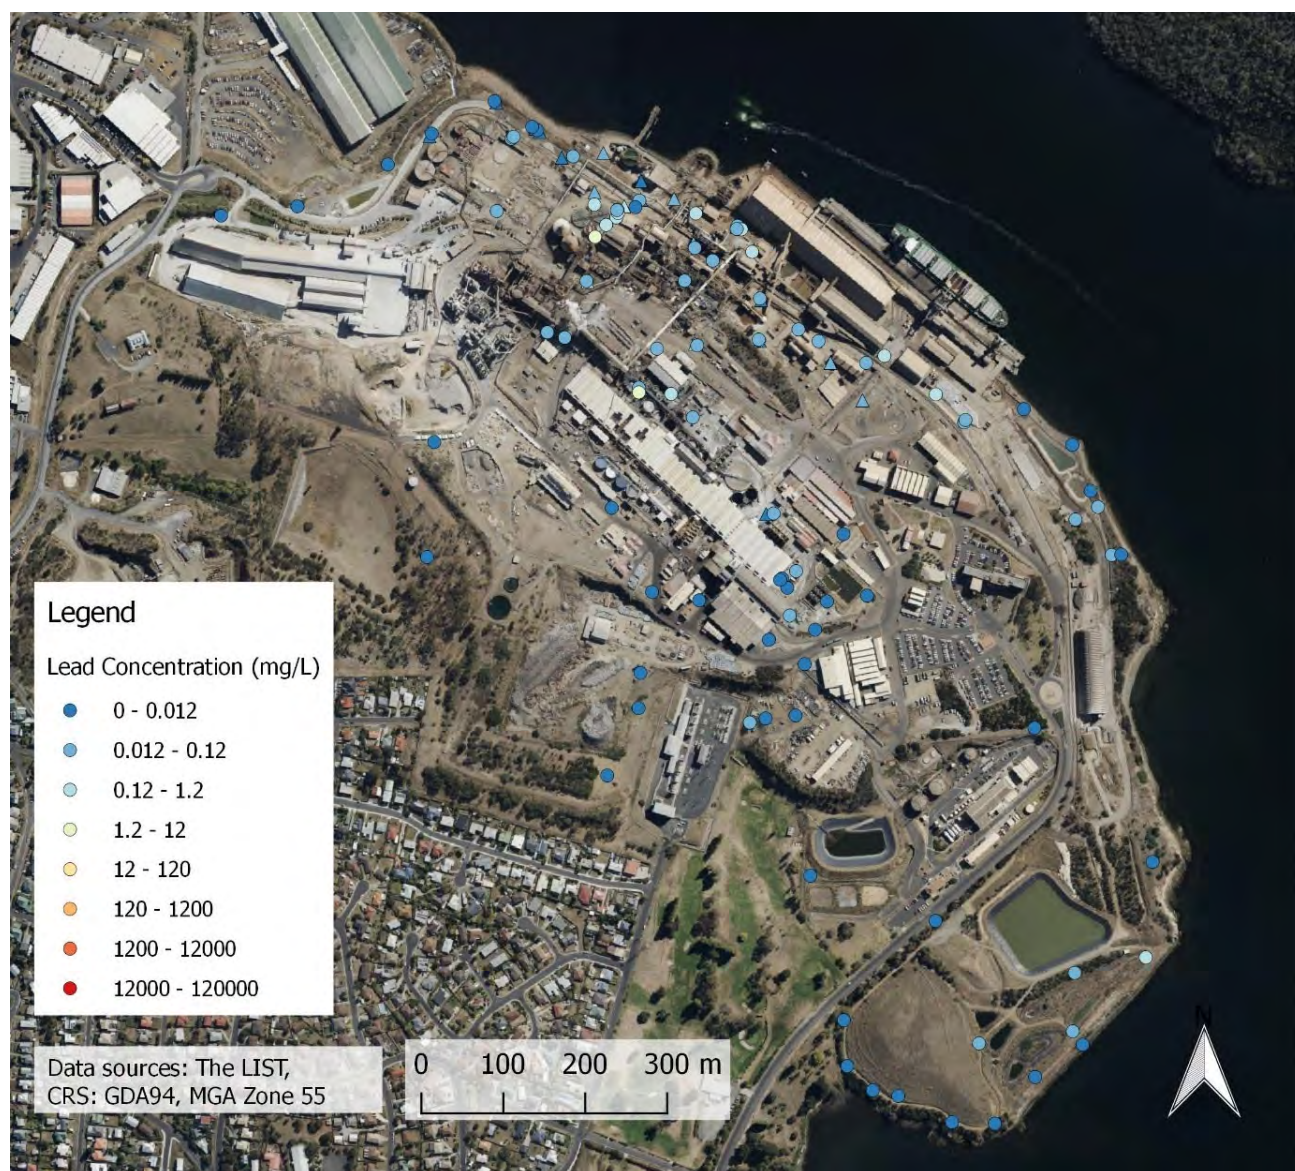 N
Legend
Lead Concentration (mg/L)
0 - 0.012
0.012 - 0.12
0.12 - 1.2
1.2 - 12
12 - 120
120 - 1200
1200 - 12000
12000 - 120000
Data sources: The LIST,
CRS: GDA94, MGA Zone 55
0 100 200 300 m